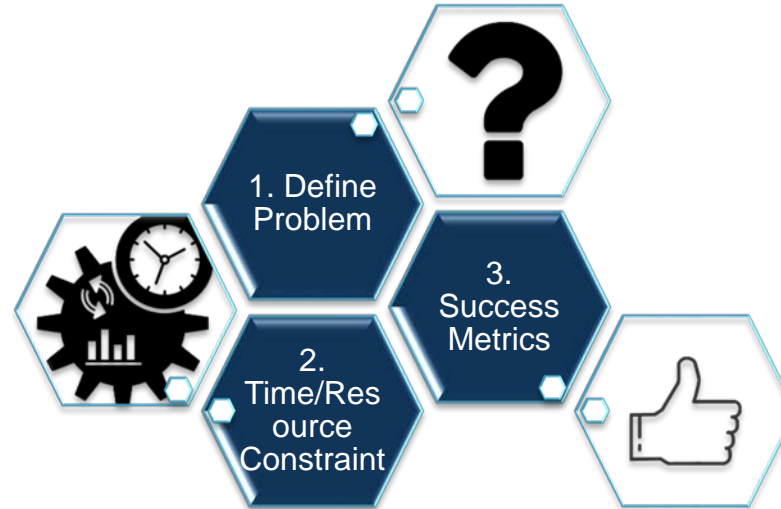 1. Define
Problem
2.
Time/Res
ource
Constraint
3.
Success
Metrics
?